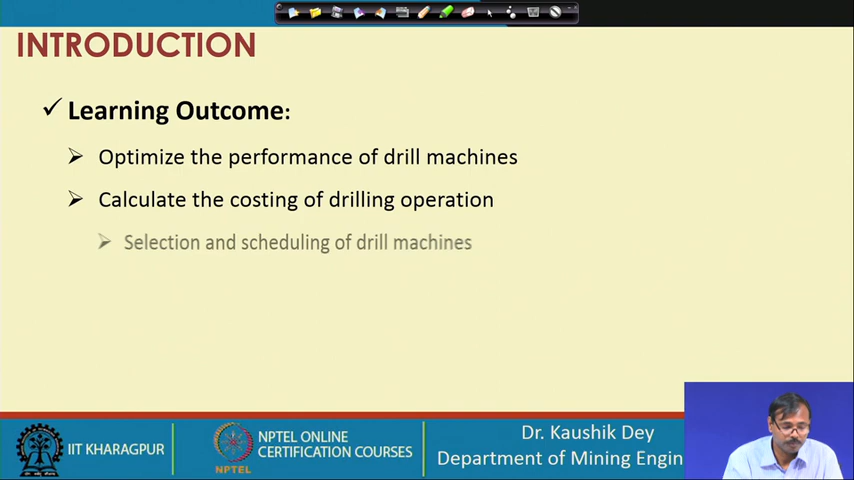 INTRODUCTION
✓ Learning Outcome:
➢ Optimize the performance of drill machines
➢ Calculate the costing of drilling operation
➢ Selection and scheduling of drill machines
IIT KHARAGPUR
NPTEL
NPTEL ONLINE
CERTIFICATION COURSES
Dr. Kaushik Dey
Department of Mining Engin